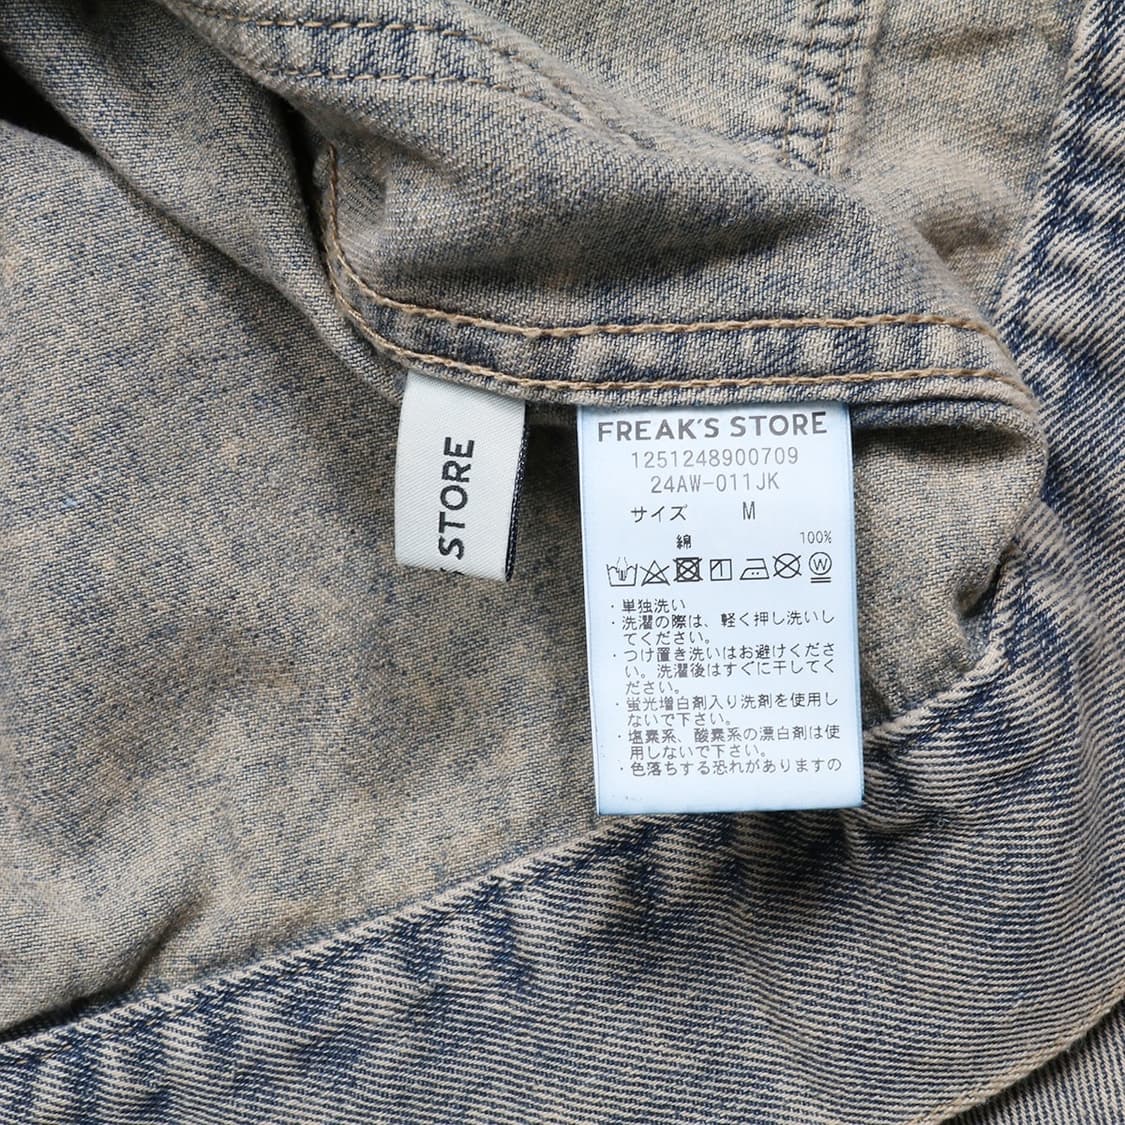 STORE
FREAK'S STORE
1251248900709
24AW-011JK
サイズ M
綿 100%
・単独洗い
・洗濯の際は、軽く押し洗いし
てください。
・つけ置き洗いはお避けくださ
い。洗濯後はすぐに干してく
ださい。
・蛍光増白剤入り洗剤を使用し
ないで下さい。
・塩素系、酸素系の漂白剤は使
用しないで下さい。
・色落ちする恐れがありますの